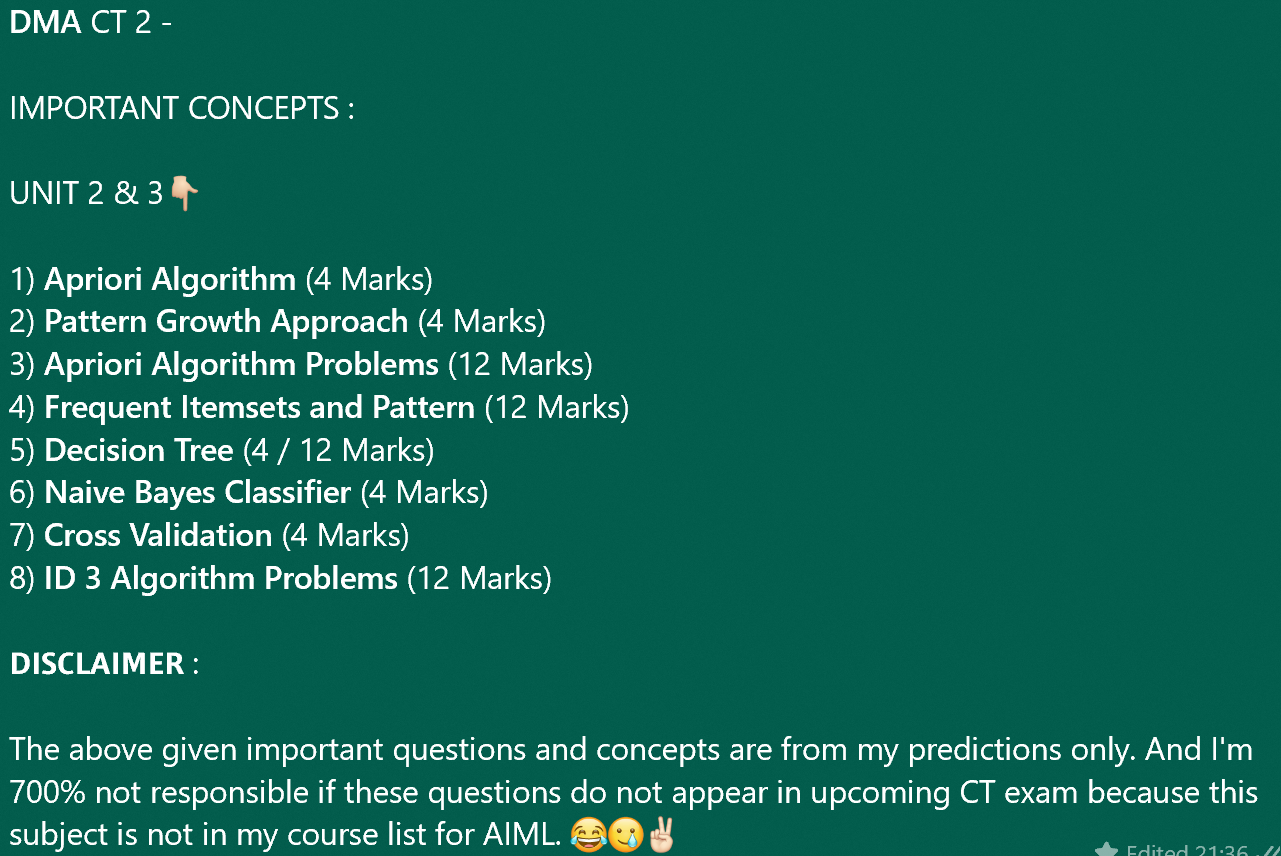 DMA CT 2 -
IMPORTANT CONCEPTS :
UNIT 2 & 3👇🏻
1) Apriori Algorithm (4 Marks)
2) Pattern Growth Approach (4 Marks)
3) Apriori Algorithm Problems (12 Marks)
4) Frequent Itemsets and Pattern (12 Marks)
5) Decision Tree (4 / 12 Marks)
6) Naive Bayes Classifier (4 Marks)
7) Cross Validation (4 Marks)
8) ID 3 Algorithm Problems (12 Marks)
DISCLAIMER :
The above given important questions and concepts are from my predictions only. And I'm
700% not responsible if these questions do not appear in upcoming CT exam because this
subject is not in my course list for AIML. 😂🥲✌🏻
Edited 21:36